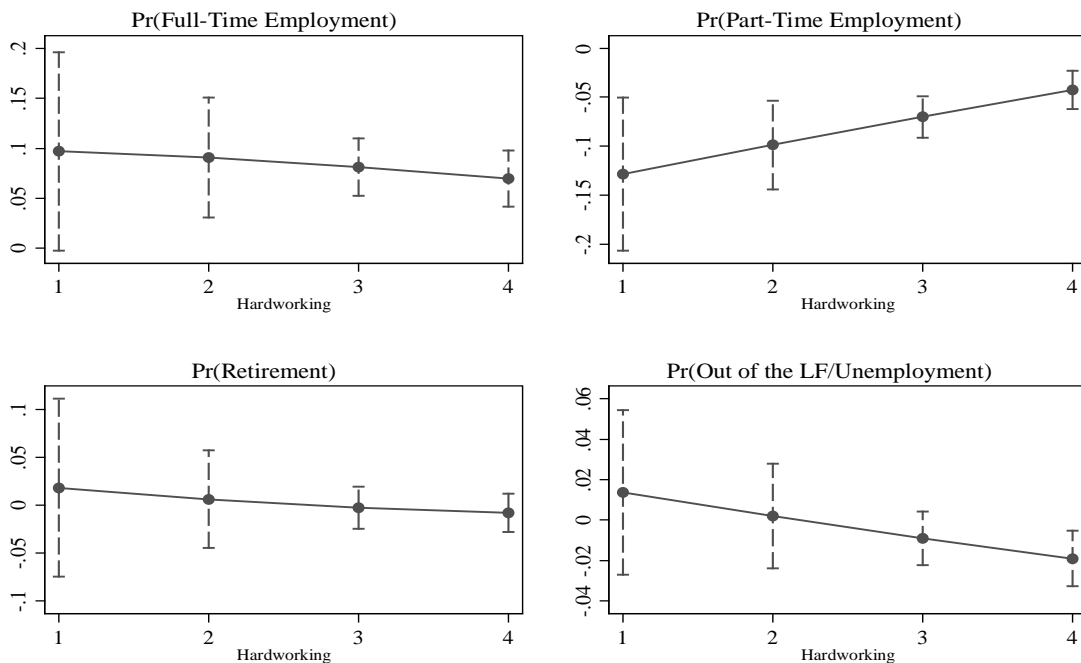 Pr(Full-Time Employment)
.2
.15
.1
.05
0
1 2 3 4
Hardworking
Pr(Part-Time Employment)
0
-.05
-.1
-.15
-.2
1 2 3 4
Hardworking
Pr(Retirement)
.1
.05
0
-.05
-.1
1 2 3 4
Hardworking
Pr(Out of the LF/Unemployment)
.06
.04
.02
0
-.02
-.04
1 2 3 4
Hardworking